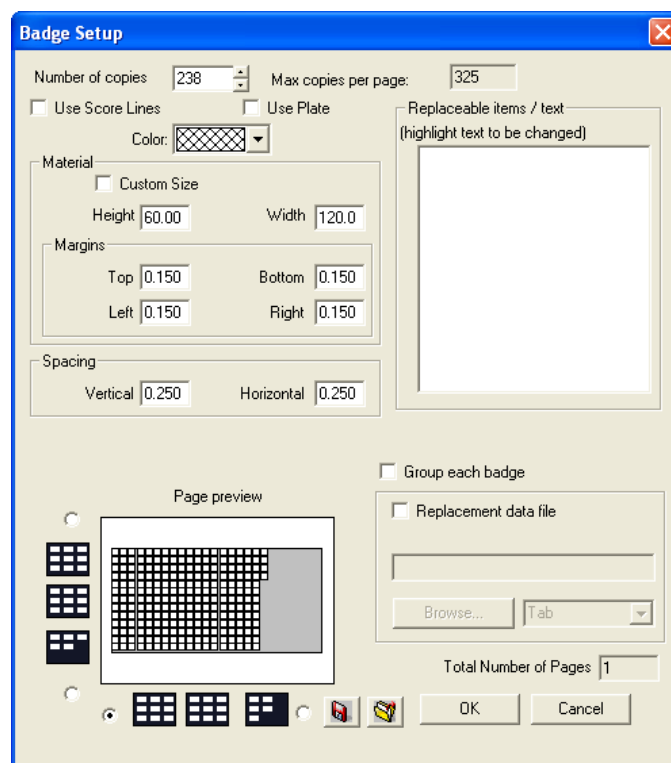 Badge Setup
Number of copies 238 Max copies per page: 325
Use Score Lines Use Plate Replaceable items / text
Color: (highlight text to be changed)
Material
Custom Size
Height 60.00 Width 120.0
Margins
Top 0.150 Bottom 0.150
Left 0.150 Right 0.150
Spacing
Vertical 0.250 Horizontal 0.250
Group each badge
Page preview
Replacement data file
Browse... Tab
Total Number of Pages 1
OK Cancel